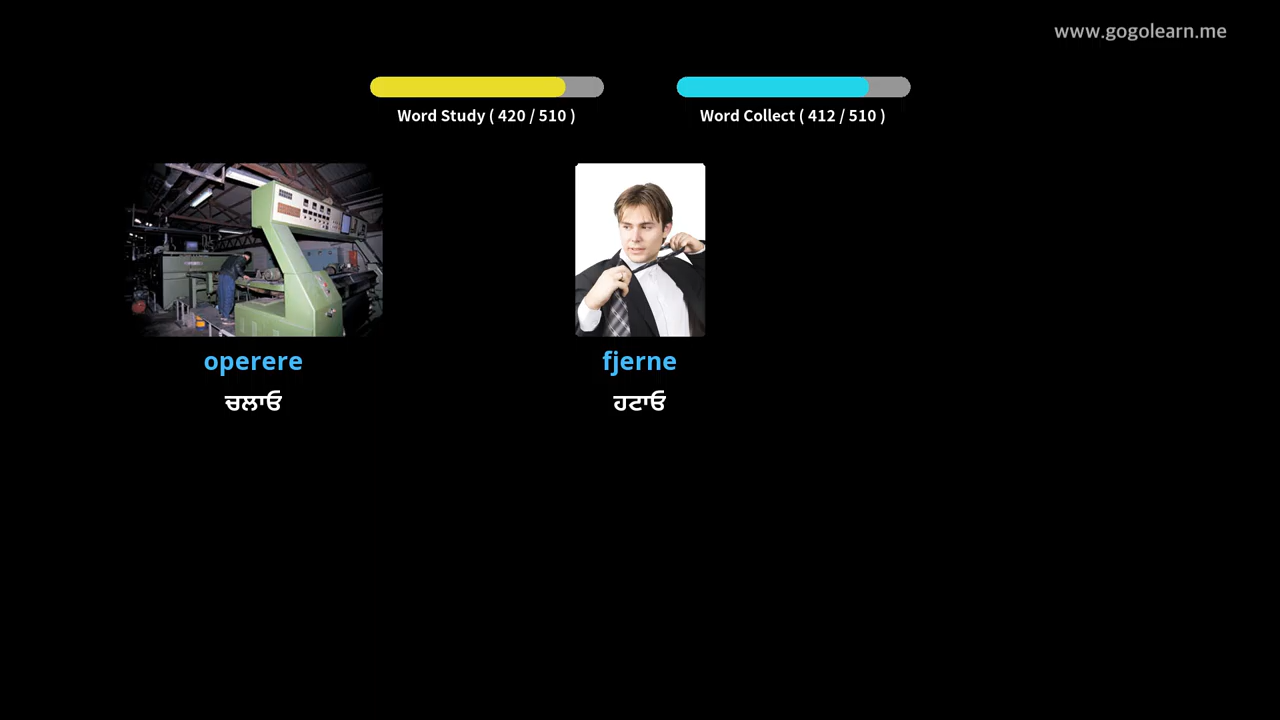 www.gogolearn.me
Word Study ( 420 / 510 )
Word Collect ( 412 / 510 )
operere
fjerne
ਚਲਾਓ
ਹਟਾਓ